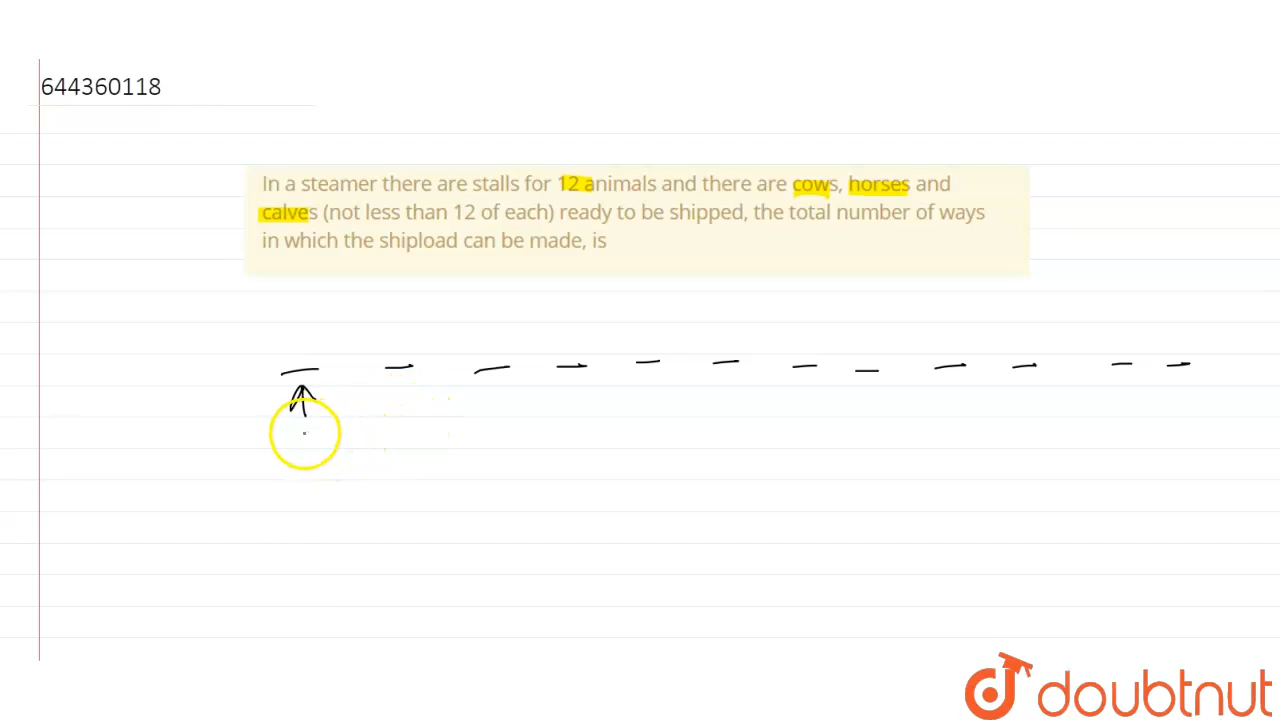 644360118
In a steamer there are stalls for 12 animals and there are cows, horses and
calves (not less than 12 of each) ready to be shipped, the total number of ways
in which the shipload can be made, is
doubtnut